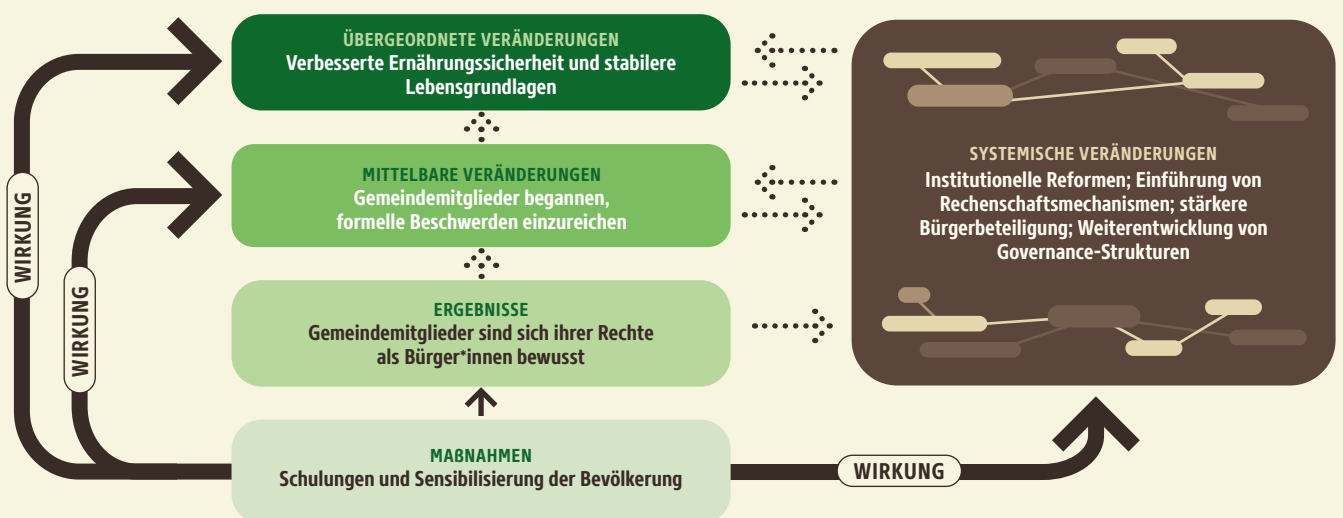 ÜBERGEORDNETE VERÄNDERUNGEN
Verbesserte Ernährungssicherheit und stabilere
Lebensgrundlagen
MITTELBARE VERÄNDERUNGEN
Gemeindemitglieder begannen,
formelle Beschwerden einzureichen
ERGEBNISSE
Gemeindemitglieder sind sich ihrer Rechte
als Bürger*innen bewusst
MAẞNAHMEN
Schulungen und Sensibilisierung der Bevölkerung
SYSTEMISCHE VERÄNDERUNGEN
Institutionelle Reformen; Einführung von
Rechenschaftsmechanismen; stärkere
Bürgerbeteiligung; Weiterentwicklung von
Governance-Strukturen
WIRKUNG
WIRKUNG
WIRKUNG